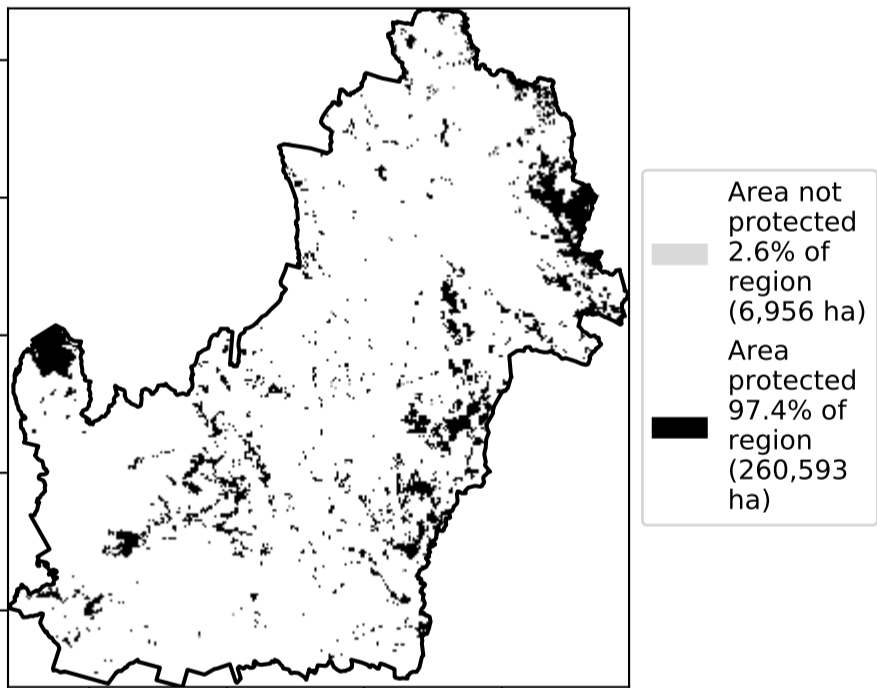 Area not
protected
2.6% of
region
(6,956 ha)
Area
protected
97.4% of
region
(260,593
ha)